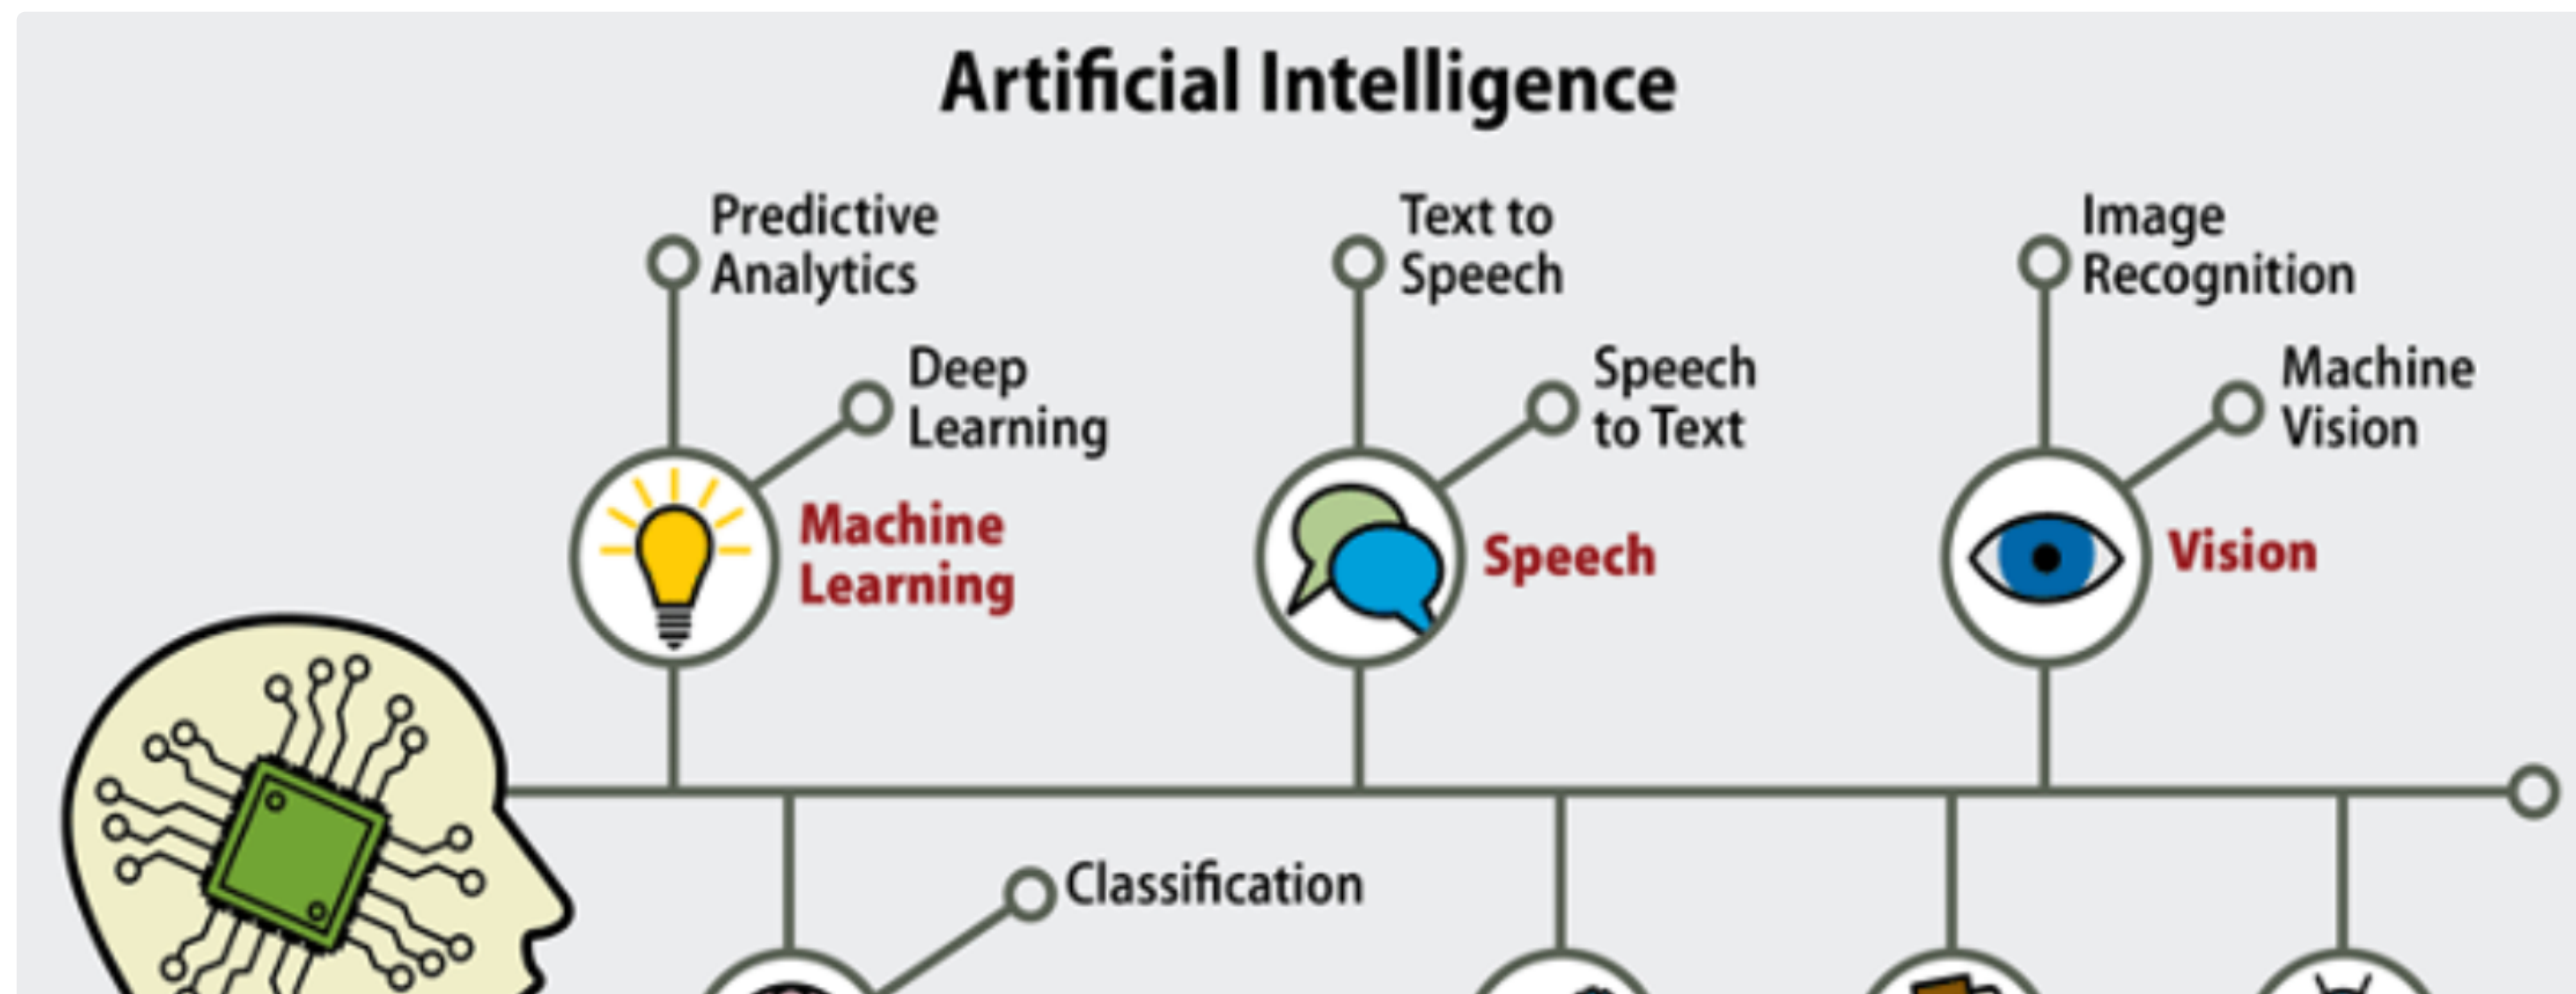 Artificial Intelligence
Predictive
Analytics
Deep
Learning
Machine
Learning
Text to
Speech
Speech
to Text
Speech
Image
Recognition
Machine
Vision
Vision
Classification